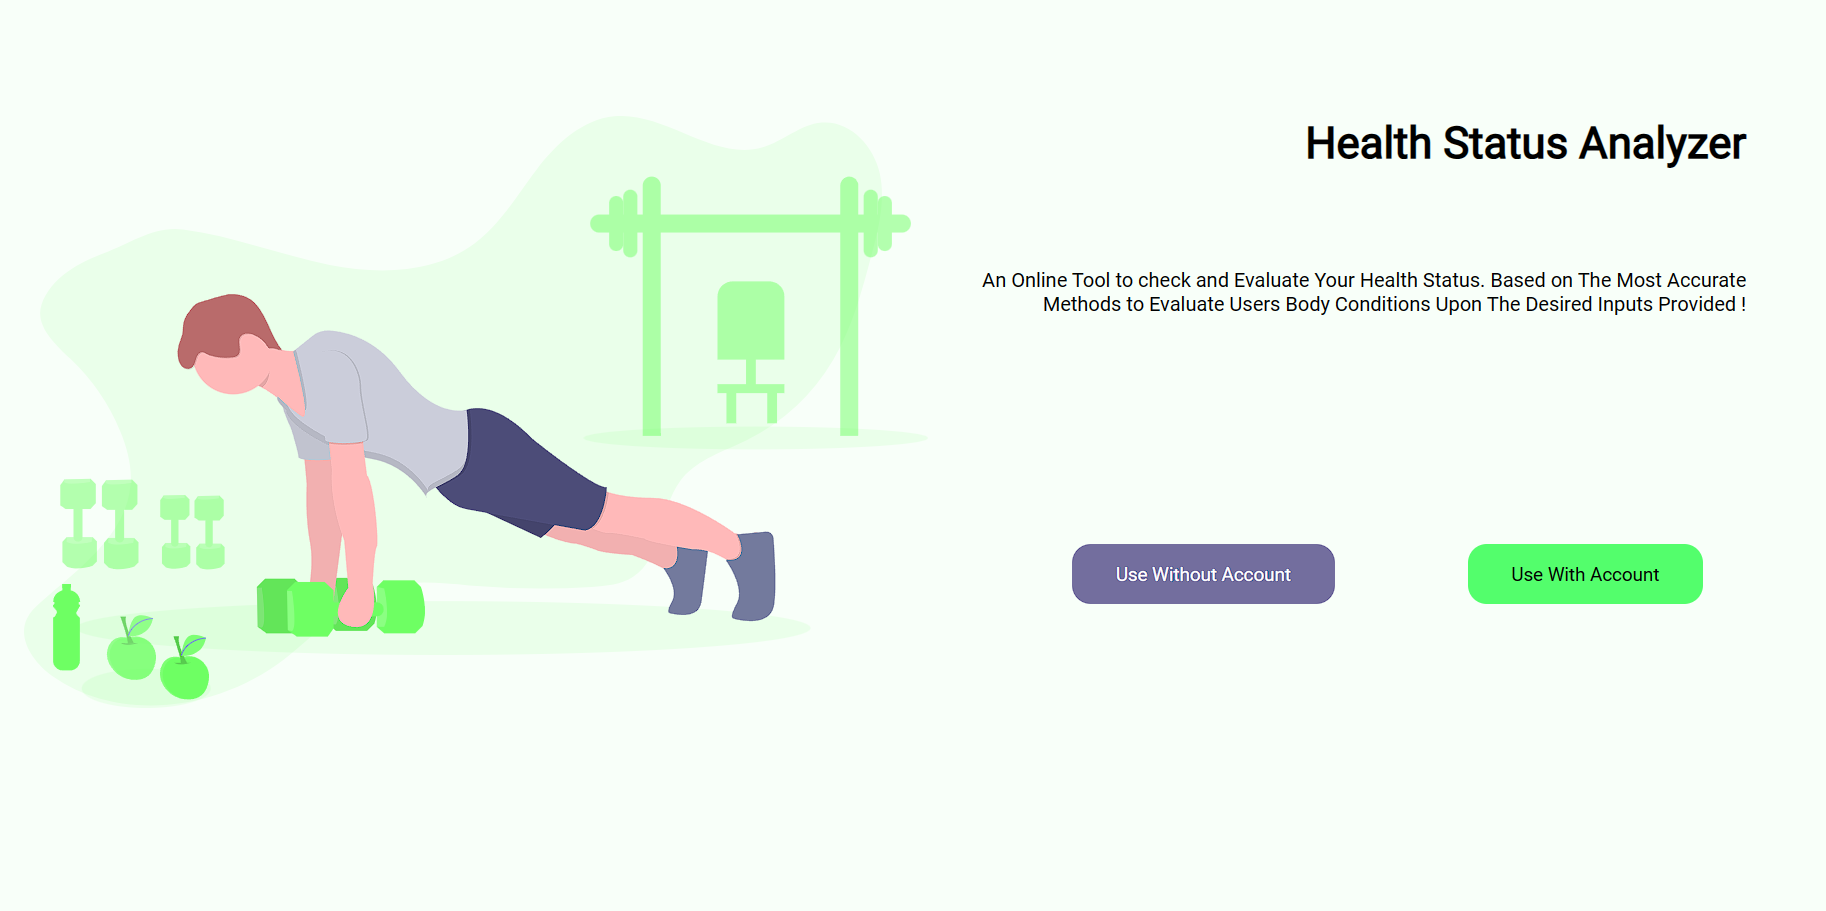 Health Status Analyzer
An Online Tool to check and Evaluate Your Health Status. Based on The Most Accurate
Methods to Evaluate Users Body Conditions Upon The Desired Inputs Provided !
Use Without Account
Use With Account